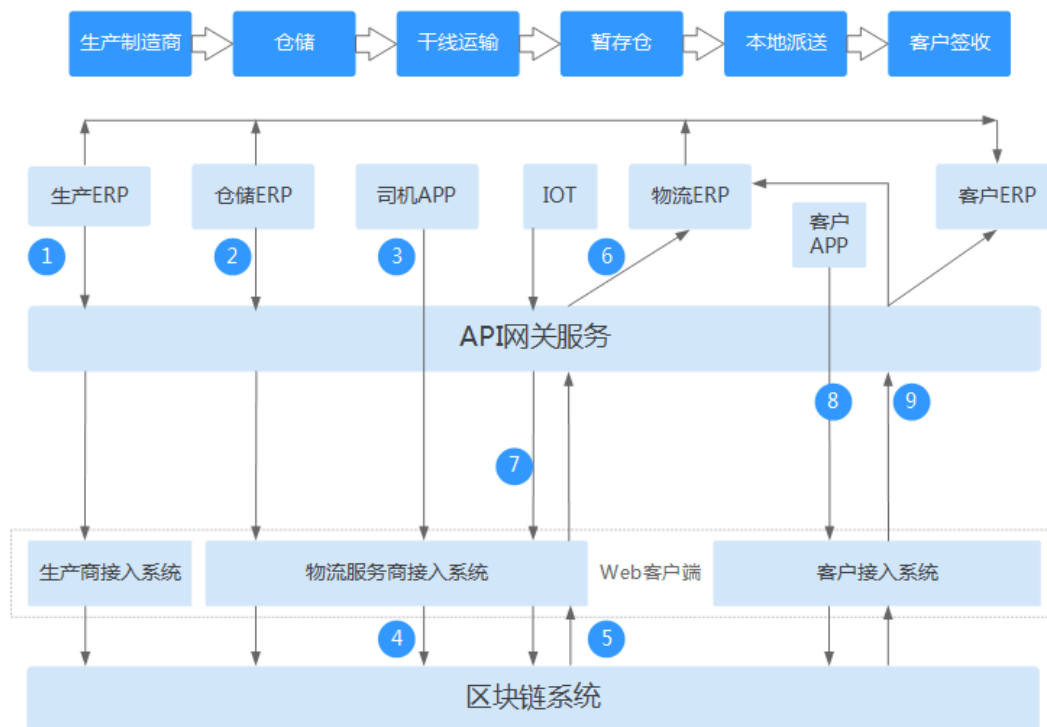 生产制造商
仓储
干线运输
暂存仓
本地派送
客户签收
生产ERP
仓储ERP
司机APP
IOT
物流ERP
客户
APP
客户ERP
1
2
3
6
API网关服务
8
9
7
生产商接入系统
物流服务商接入系统
Web客户端
客户接入系统
4
5
区块链系统